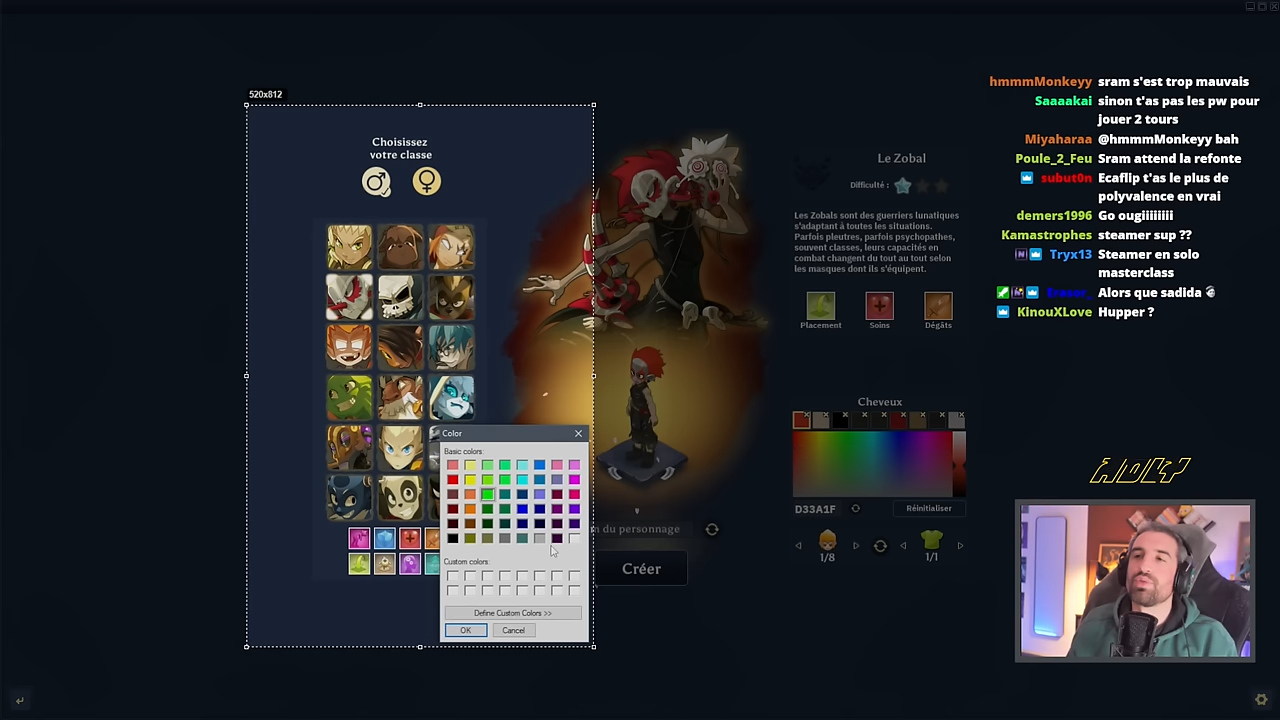 520x812
Choisissez
votre classe
Color
Basic colors:
Custom colors:
Define Custom Colors >>
OK
Cancel
du personnage
Créer
Le Zobal
Difficulté :
Les Zobals sont des guerriers lunatiques
s'adaptant à toutes les situations.
Parfois pleutres, parfois psychopathes,
souvent classes, leurs capacités en
combat changent du tout au tout selon
les masques dont ils s'équipent.
Placement
Soins
Dégâts
Cheveux
D33A1F
Réinitialiser
1/8
1/1
hmmmMonkeyy sram s'est trop mauvais
Saaaakai sinon t'as pas les pw pour
jouer 2 tours
Miyaharaa @hmmmMonkeyy bah
Poule_2_Feu Sram attend la refonte
subut0n Ecaflip t'as le plus de
polyvalence en vrai
demers1996 Go ougiiiiiiii
Kamastrophes steamer sup ??
Tryx13 Steamer en solo
masterclass
Alors que sadida
KinouXLove Hupper ?